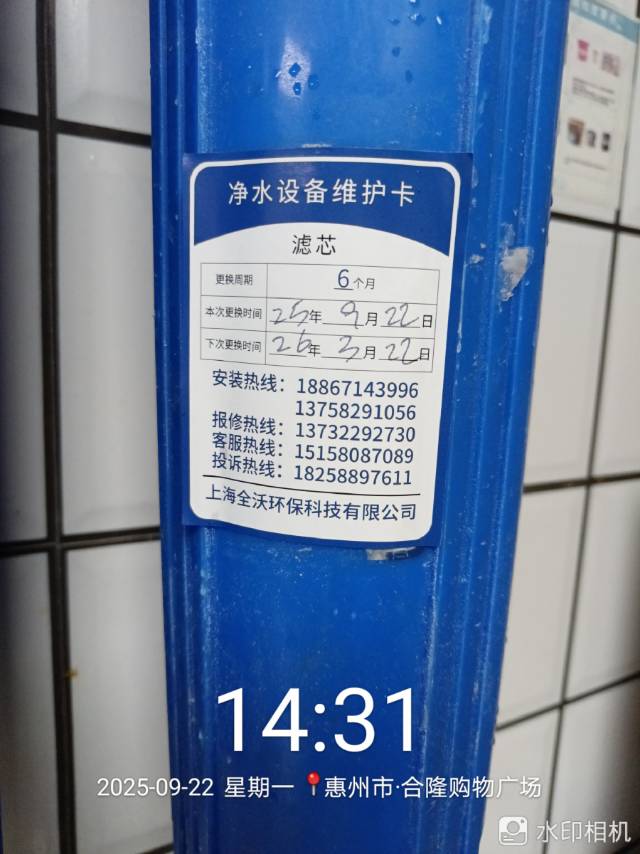 净水设备维护卡
滤芯
更换周期 6个月
本次更换时间 25年 9月 22日
下次更换时间 26年 3月 22日
安装热线：18867143996
13758291056
报修热线：13732292730
客服热线：15158087089
投诉热线：18258897611
上海全沃环保科技有限公司
14:31
2025-09-22 星期一 惠州市·合隆购物广场
水印相机